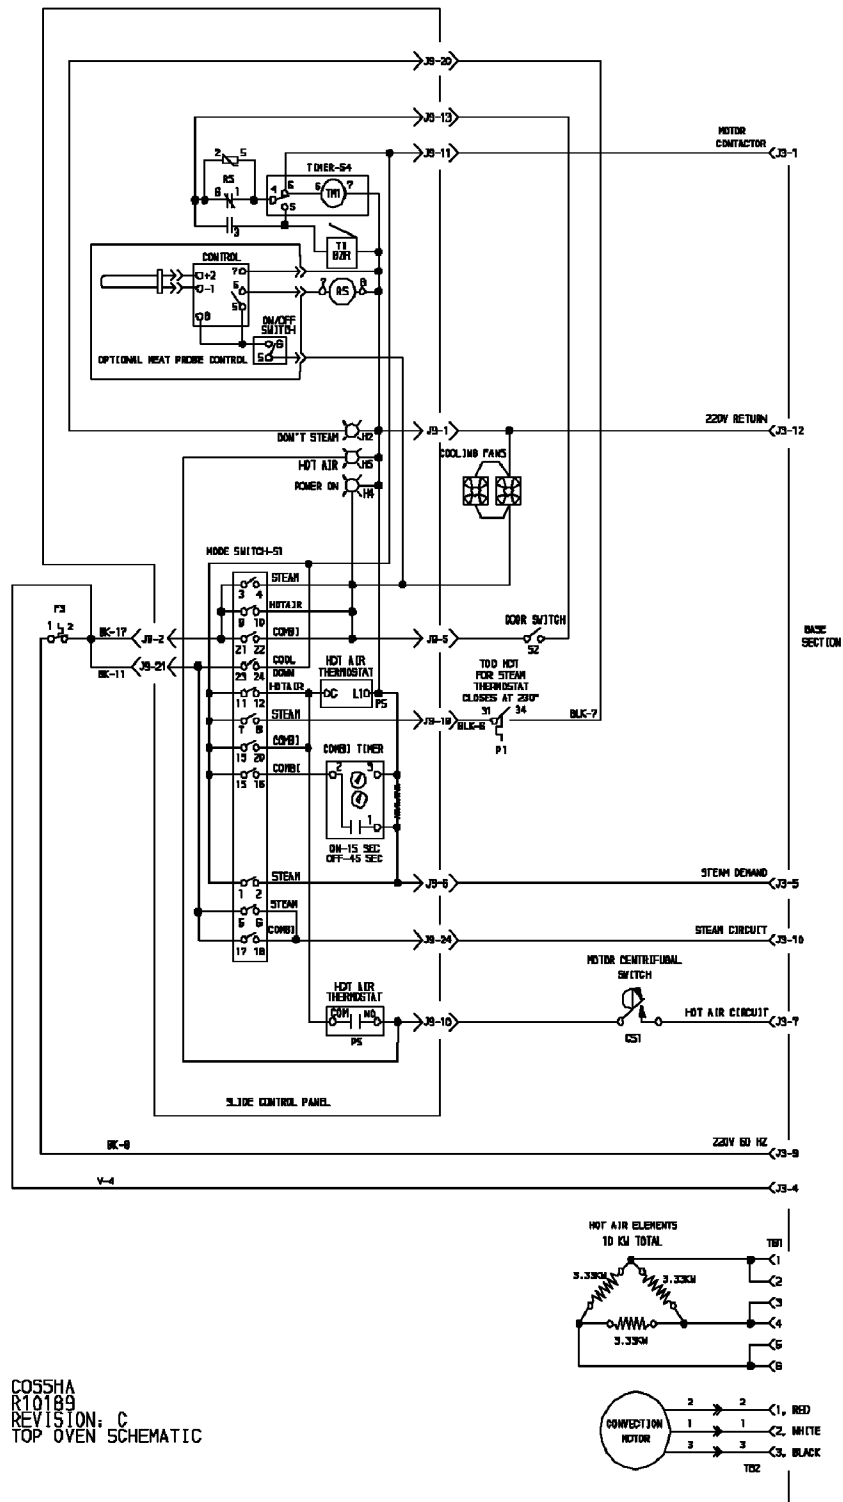 J9-20
J9-13
MOTOR
CONTACTOR
J9-11
J3-1
2 5
R5
TIMER-S4
4 6 6 TM1 7
5
8 1
3
T1
BZR
CONTROL
+2
-1
7
6
5
8
7 R5 8
ON/OFF
SWITCH
6
5
OPTIONAL MEAT PROBE CONTROL
220V RETURN
DON'T STEAM
H2
J9-1
J3-12
HOT AIR
H5
COOLING FANS
POWER ON
H4
MODE SWITCH-S1
STEAM
3 4
F3
HOTAIR
9 10
DOOR SWITCH
1 2
BK-17
J9-2
COMBI
J9-5
S2
BASE
SECTION
21 22
BK-11
J9-21
COOL
DOWN
23 24
HOT AIR
THERMOSTAT
TOO HOT
FOR STEAM
THERMOSTAT
CLOSES AT 230°
HOTAIR
11 12
C L1
P5
STEAM
7 8
J9-18
BLK-6
31 34
BLK-7
P1
COMBI
19 20
COMBI TIMER
COMBI
15 16
2 3
1
ON-15 SEC
OFF-45 SEC
STEAM
1 2
J9-6
STEAM DEMAND
J3-5
STEAM
5 6
COMBI
17 18
J9-24
STEAM CIRCUIT
J3-10
MOTOR CENTRIFUGAL
SWITCH
HOT AIR
THERMOSTAT
COM NO
P5
J9-10
CS1
HOT AIR CIRCUIT
J3-7
SLIDE CONTROL PANEL
BK-8
220V 60 HZ
J3-9
V-4
J3-4
HOT AIR ELEMENTS
10 KW TOTAL
TB1
1
3.33KW
3.33KW
2
3
4
3.33KW
5
6
COS5HA
R10189
REVISION: C
TOP OVEN SCHEMATIC
CONVECTION
MOTOR
2 2 1, RED
1 1 2, WHITE
3 3 3, BLACK
TB2